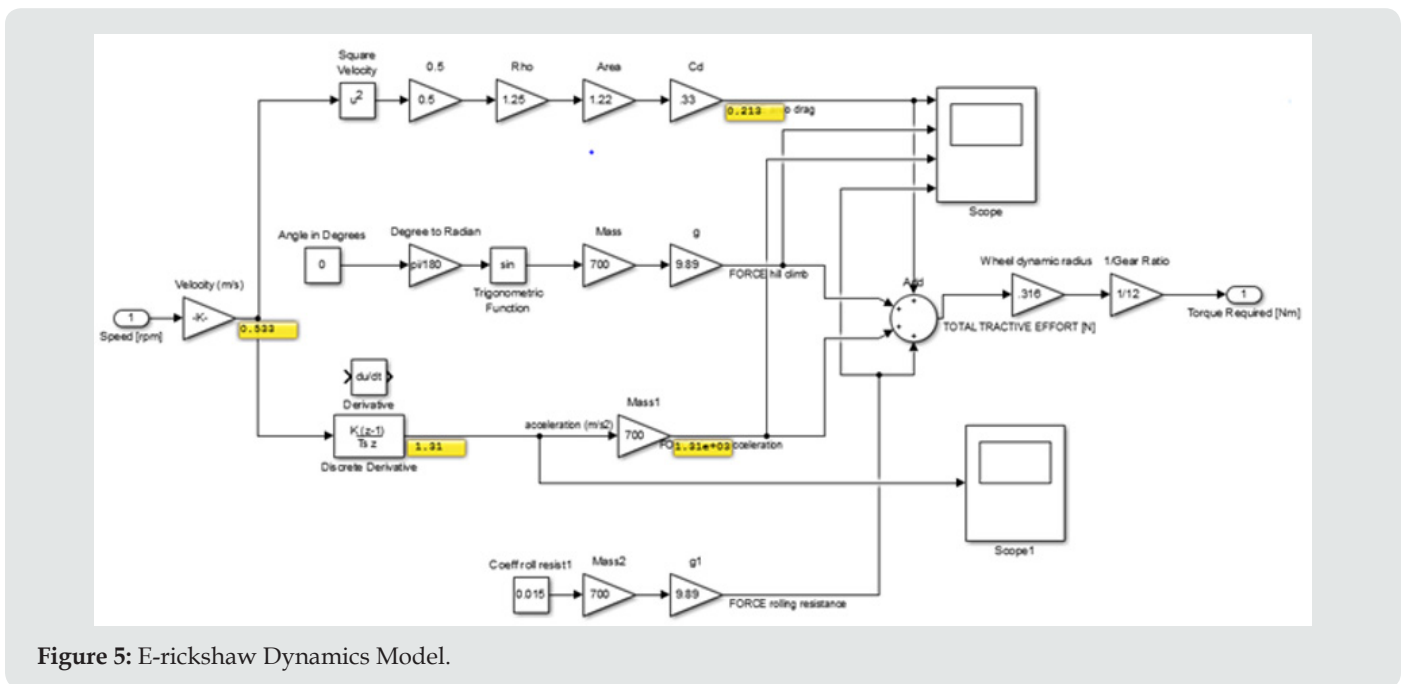 Square
Velocity
0.5
Rho
Area
Cd
u²
0.5
1.25
1.22
.33
0.213
o drag
Scope
Angle in Degrees
Degree to Radian
Mass
g
0
pi/180
sin
700
9.89
FORCE hill climb
Trigonometric
Function
Velocity (m/s)
1
-K-
Speed [rpm]
0.533
Add
+
+
+
+
TOTAL TRACTIVE EFFORT [N]
Wheel dynamic radius
1/Gear Ratio
.316
1/12
1
Torque Required [Nm]
du/dt
Derivative
K (z-1)
Ts z
Discrete Derivative
1.31
acceleration (m/s2)
Mass1
700
FO
1.31e+03
cceleration
Scope1
Coeff roll resist1
Mass2
g1
0.015
700
9.89
FORCE rolling resistance
Figure 5: E-rickshaw Dynamics Model.